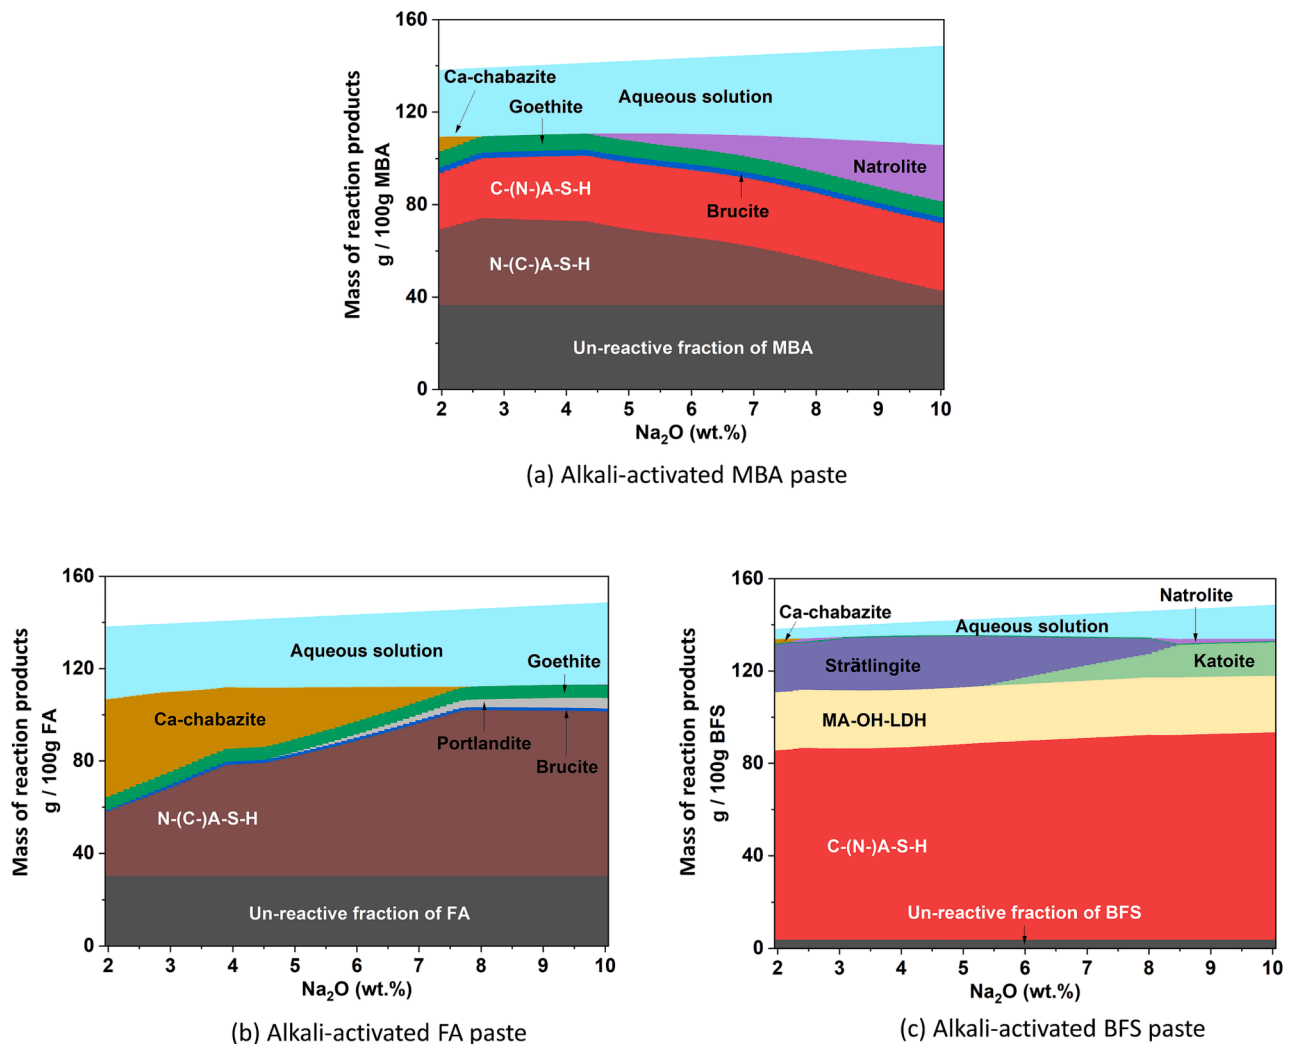 Mass of reaction products
g / 100g MBA
160
120
80
40
0
Ca-chabazite
Goethite
Aqueous solution
Natrolite
C-(N-)A-S-H
Brucite
N-(C-)A-S-H
Un-reactive fraction of MBA
2 3 4 5 6 7 8 9 10
Na₂O (wt.%)
(a) Alkali-activated MBA paste
Mass of reaction products
g / 100g FA
160
120
80
40
0
Aqueous solution
Goethite
Ca-chabazite
Portlandite
Brucite
N-(C-)A-S-H
Un-reactive fraction of FA
2 3 4 5 6 7 8 9 10
Na₂O (wt.%)
(b) Alkali-activated FA paste
Mass of reaction products
g / 100g BFS
160
120
80
40
0
Natrolite
Ca-chabazite
Aqueous solution
Strätlingite
Katoite
MA-OH-LDH
C-(N-)A-S-H
Un-reactive fraction of BFS
2 3 4 5 6 7 8 9 10
Na₂O (wt.%)
(c) Alkali-activated BFS paste